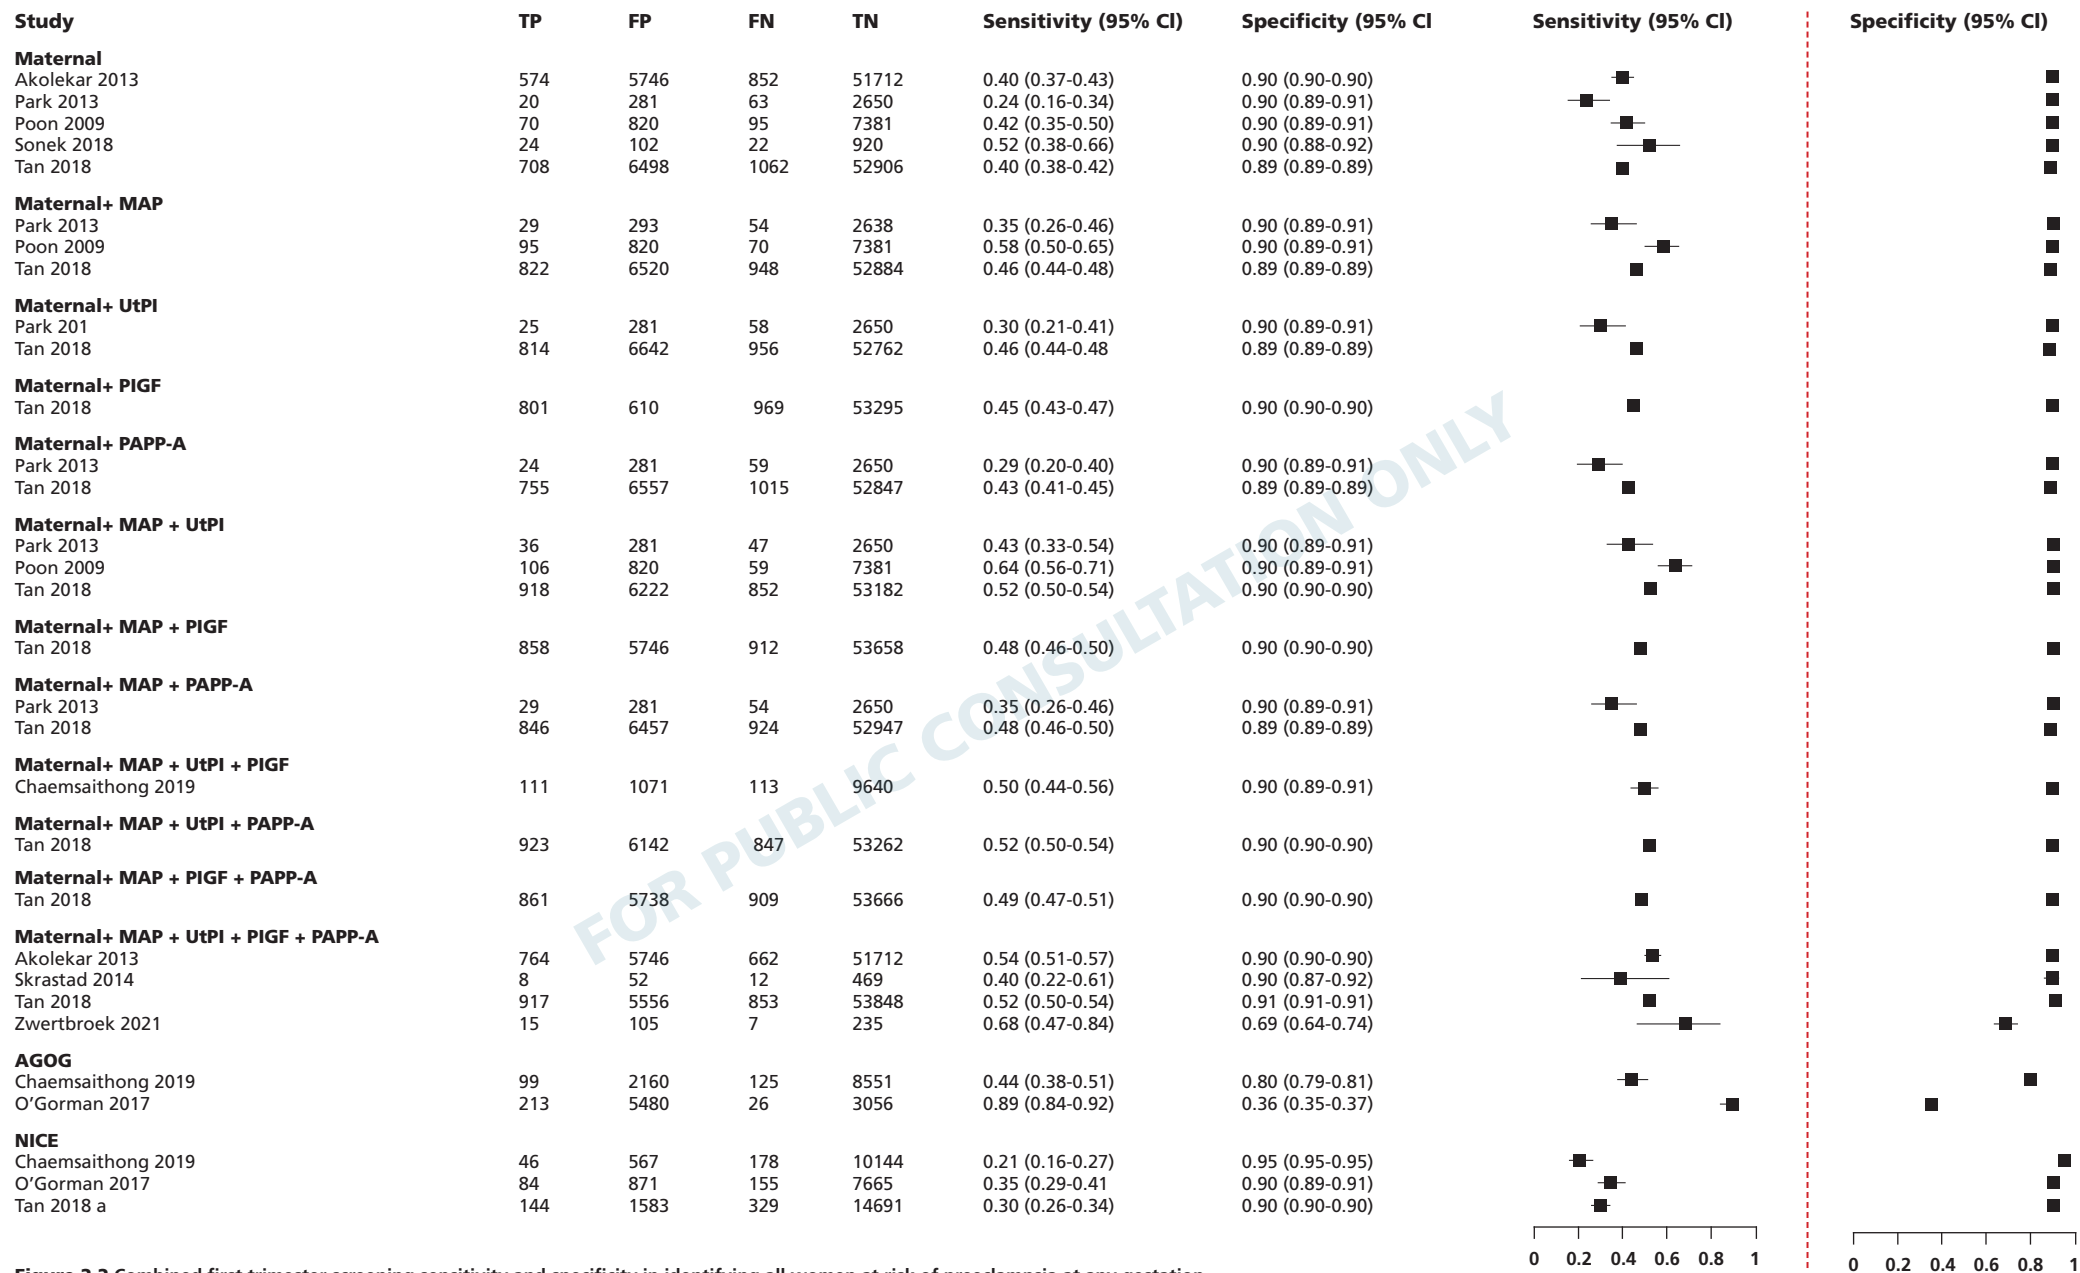 Study TP FP FN TN Sensitivity (95% CI) Specificity (95% CI Sensitivity (95% CI) Specificity (95% CI)
Maternal
Akolekar 2013 574 5746 852 51712 0.40 (0.37-0.43) 0.90 (0.90-0.90)
Park 2013 20 281 63 2650 0.24 (0.16-0.34) 0.90 (0.89-0.91)
Poon 2009 70 820 95 7381 0.42 (0.35-0.50) 0.90 (0.89-0.91)
Sonek 2018 24 102 22 920 0.52 (0.38-0.66) 0.90 (0.88-0.92)
Tan 2018 708 6498 1062 52906 0.40 (0.38-0.42) 0.89 (0.89-0.89)
Maternal+ MAP
Park 2013 29 293 54 2638 0.35 (0.26-0.46) 0.90 (0.89-0.91)
Poon 2009 95 820 70 7381 0.58 (0.50-0.65) 0.90 (0.89-0.91)
Tan 2018 822 6520 948 52884 0.46 (0.44-0.48) 0.89 (0.89-0.89)
Maternal+ UtPI
Park 201 25 281 58 2650 0.30 (0.21-0.41) 0.90 (0.89-0.91)
Tan 2018 814 6642 956 52762 0.46 (0.44-0.48 0.89 (0.89-0.89)
Maternal+ PIGF
Tan 2018 801 610 969 53295 0.45 (0.43-0.47) 0.90 (0.90-0.90)
Maternal+ PAPP-A
Park 2013 24 281 59 2650 0.29 (0.20-0.40) 0.90 (0.89-0.91)
Tan 2018 755 6557 1015 52847 0.43 (0.41-0.45) 0.89 (0.89-0.89)
Maternal+ MAP + UtPI
Park 2013 36 281 47 2650 0.43 (0.33-0.54) 0.90 (0.89-0.91)
Poon 2009 106 820 59 7381 0.64 (0.56-0.71) 0.90 (0.89-0.91)
Tan 2018 918 6222 852 53182 0.52 (0.50-0.54) 0.90 (0.90-0.90)
Maternal+ MAP + PIGF
Tan 2018 858 5746 912 53658 0.48 (0.46-0.50) 0.90 (0.90-0.90)
Maternal+ MAP + PAPP-A
Park 2013 29 281 54 2650 0.35 (0.26-0.46) 0.90 (0.89-0.91)
Tan 2018 846 6457 924 52947 0.48 (0.46-0.50) 0.89 (0.89-0.89)
Maternal+ MAP + UtPI + PIGF
Chaemsaithong 2019 111 1071 113 9640 0.50 (0.44-0.56) 0.90 (0.89-0.91)
Maternal+ MAP + UtPI + PAPP-A
Tan 2018 923 6142 847 53262 0.52 (0.50-0.54) 0.90 (0.90-0.90)
Maternal+ MAP + PIGF + PAPP-A
Tan 2018 861 5738 909 53666 0.49 (0.47-0.51) 0.90 (0.90-0.90)
Maternal+ MAP + UtPI + PIGF + PAPP-A
Akolekar 2013 764 5746 662 51712 0.54 (0.51-0.57) 0.90 (0.90-0.90)
Skrastad 2014 8 52 12 469 0.40 (0.22-0.61) 0.90 (0.87-0.92)
Tan 2018 917 5556 853 53848 0.52 (0.50-0.54) 0.91 (0.91-0.91)
Zwertbroek 2021 15 105 7 235 0.68 (0.47-0.84) 0.69 (0.64-0.74)
AGOG
Chaemsaithong 2019 99 2160 125 8551 0.44 (0.38-0.51) 0.80 (0.79-0.81)
O'Gorman 2017 213 5480 26 3056 0.89 (0.84-0.92) 0.36 (0.35-0.37)
NICE
Chaemsaithong 2019 46 567 178 10144 0.21 (0.16-0.27) 0.95 (0.95-0.95)
O'Gorman 2017 84 871 155 7665 0.35 (0.29-0.41 0.90 (0.89-0.91)
Tan 2018 a 144 1583 329 14691 0.30 (0.26-0.34) 0.90 (0.90-0.90)
0 0.2 0.4 0.6 0.8 1 0 0.2 0.4 0.6 0.8 1
Figure 2.2 Combined first trimester screening sensitivity and specificity in identifying all women at risk of preeclampsia at any gestation
FOR PUBLIC CONSULTATION ONLY